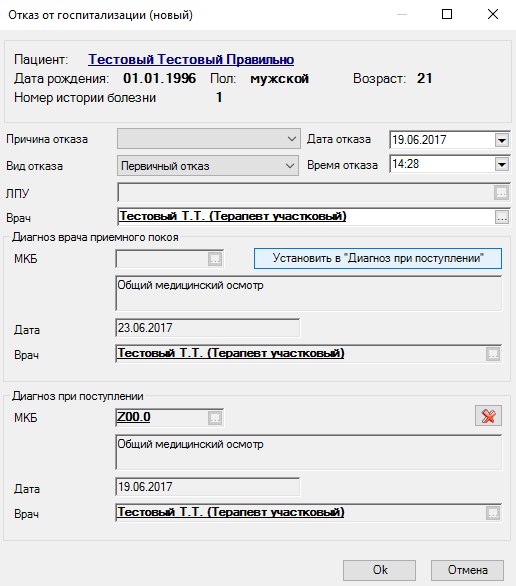 Отказ от госпитализации (новый)
Пациент: Тестовый Тестовый Правильно
Дата рождения: 01.01.1996 Пол: мужской Возраст: 21
Номер истории болезни 1
Причина отказа Дата отказа 19.06.2017
Вид отказа Первичный отказ Время отказа 14:28
ЛПУ ...
Врач Тестовый Т.Т. (Терапевт участковый) ...
Диагноз врача приемного покоя
МКБ ... Установить в "Диагноз при поступлении"
Общий медицинский осмотр
Дата 23.06.2017
Врач Тестовый Т.Т. (Терапевт участковый) ...
Диагноз при поступлении
МКБ Z00.0 ...
Общий медицинский осмотр
Дата 19.06.2017
Врач Тестовый Т.Т. (Терапевт участковый) ...
Ok Отмена